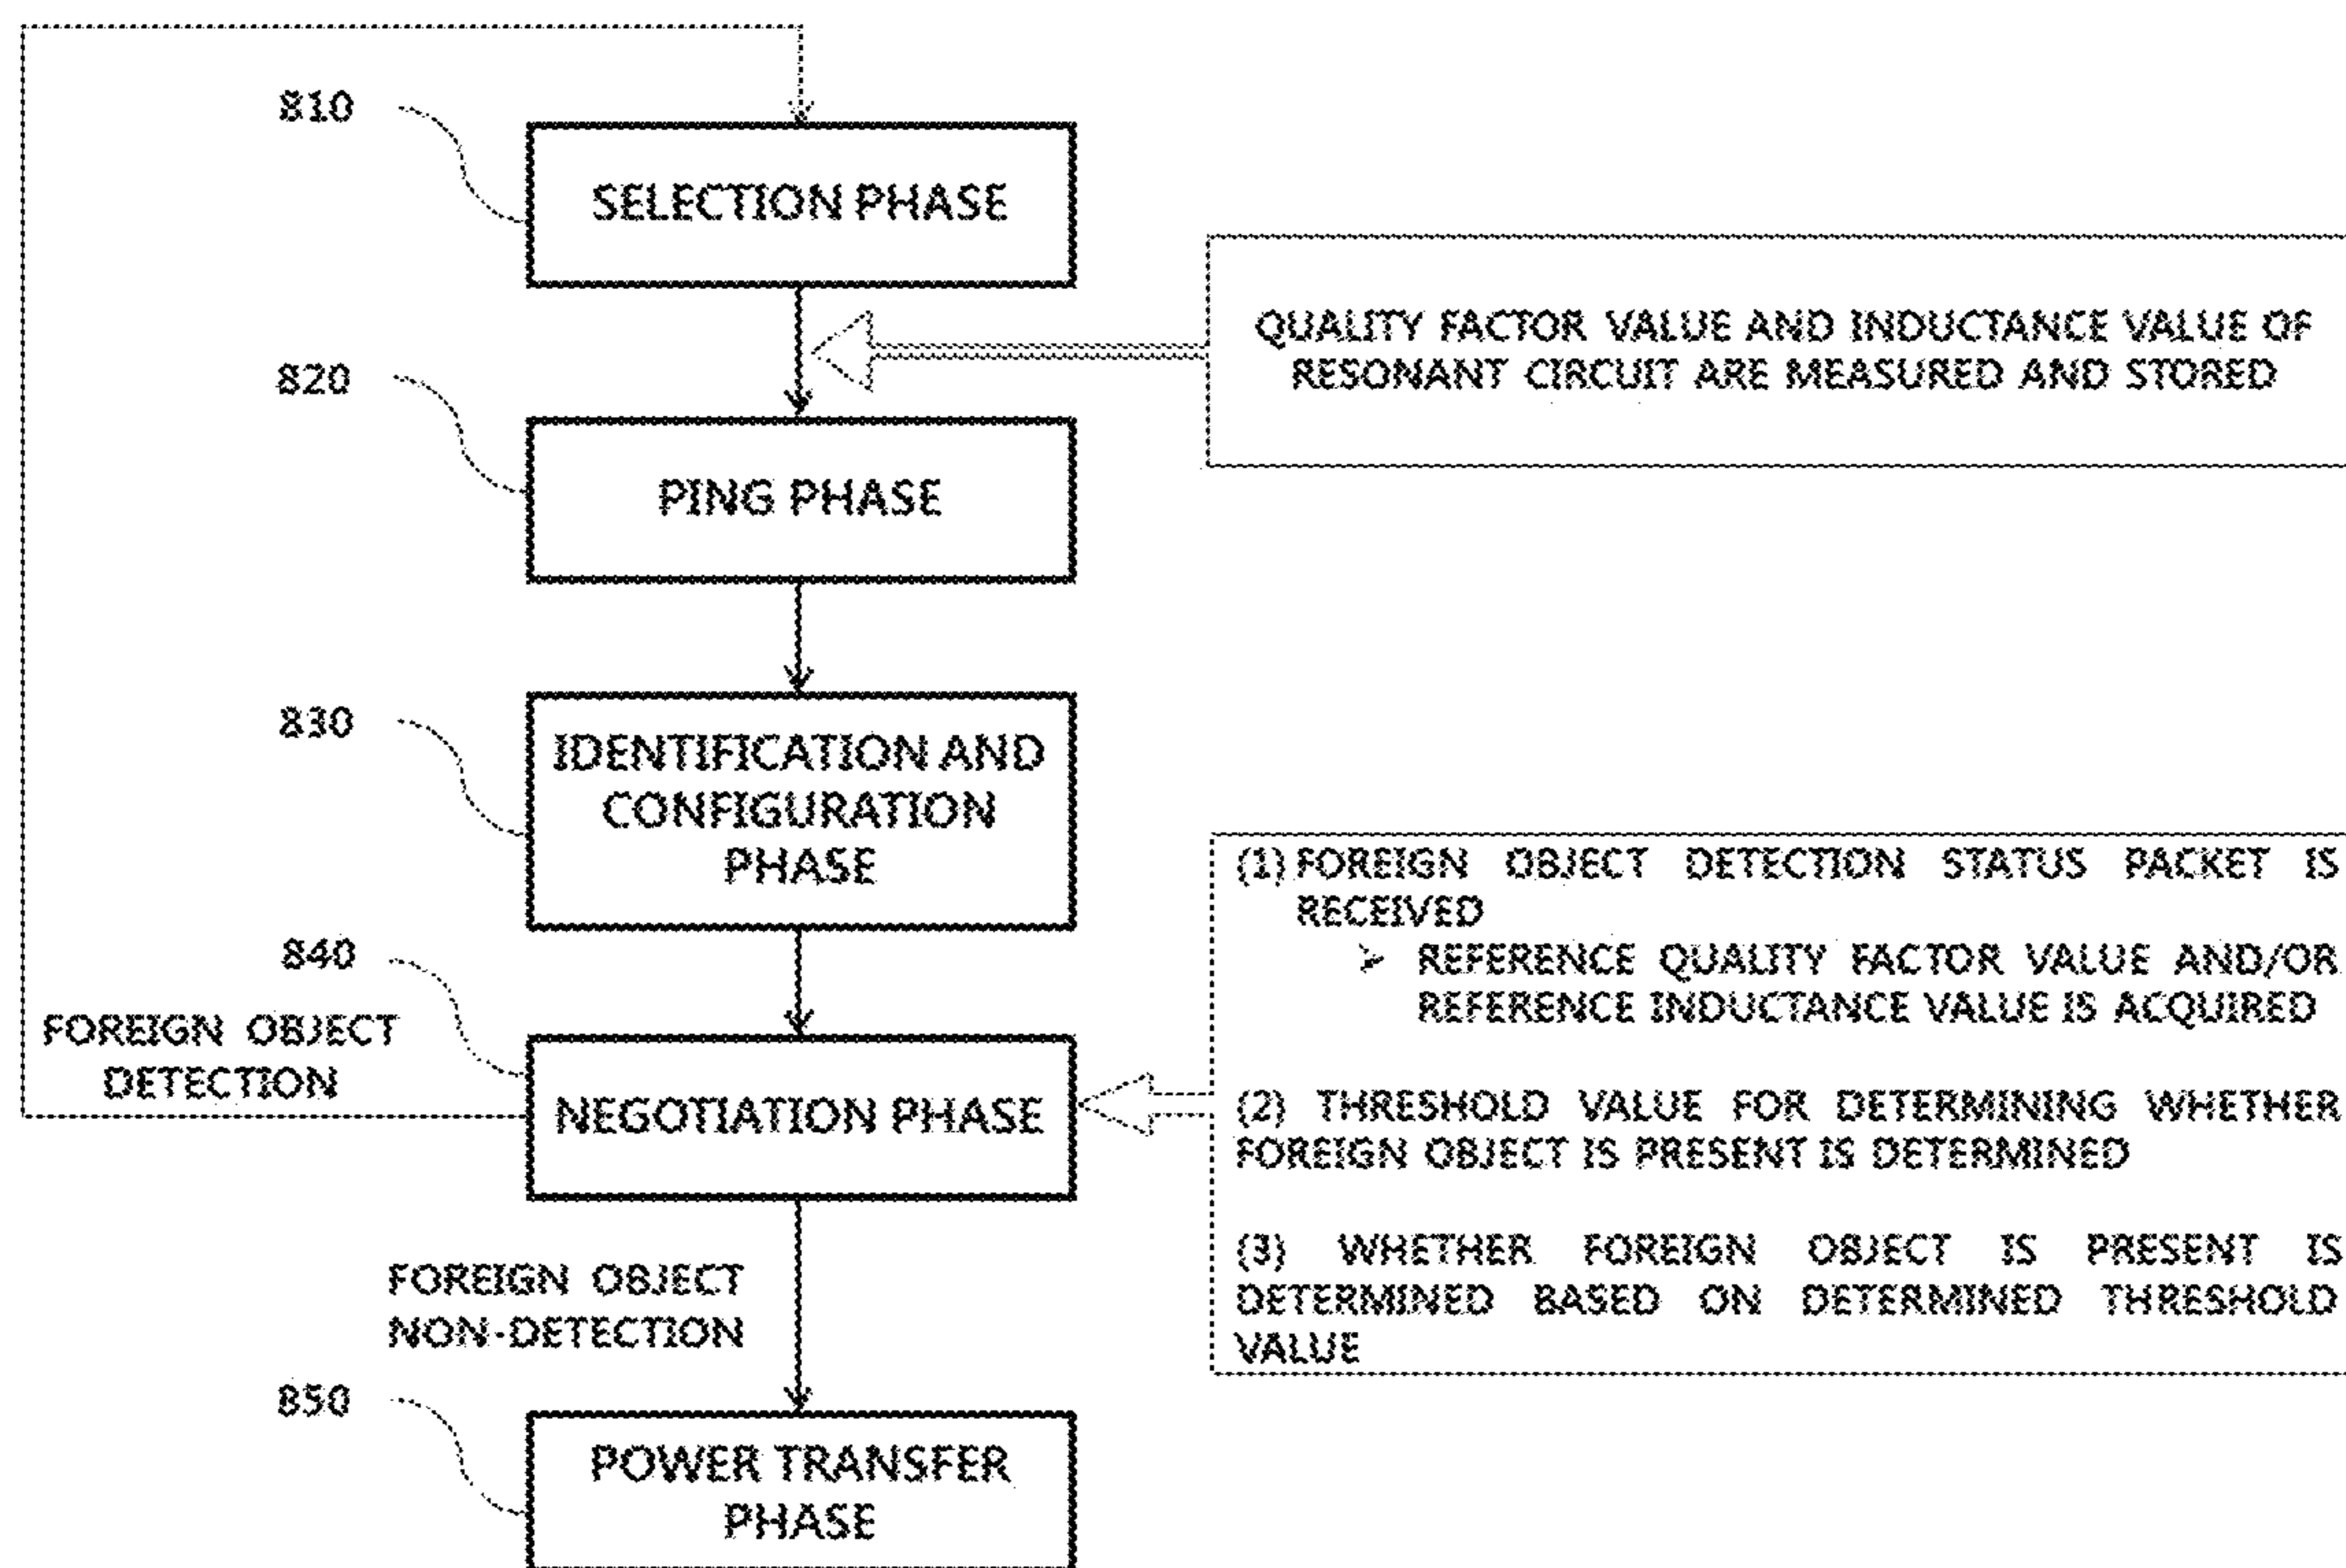 810
SELECTION PHASE
QUALITY FACTOR VALUE AND INDUCTANCE VALUE OF
RESONANT CIRCUIT ARE MEASURED AND STORED
820
PING PHASE
830
IDENTIFICATION AND
CONFIGURATION
PHASE
840
FOREIGN OBJECT
DETECTION
NEGOTIATION PHASE
(1) FOREIGN OBJECT DETECTION STATUS PACKET IS
RECEIVED
➢ REFERENCE QUALITY FACTOR VALUE AND/OR
REFERENCE INDUCTANCE VALUE IS ACQUIRED
(2) THRESHOLD VALUE FOR DETERMINING WHETHER
FOREIGN OBJECT IS PRESENT IS DETERMINED
(3) WHETHER FOREIGN OBJECT IS PRESENT IS
DETERMINED BASED ON DETERMINED THRESHOLD
VALUE
FOREIGN OBJECT
NON-DETECTION
850
POWER TRANSFER
PHASE